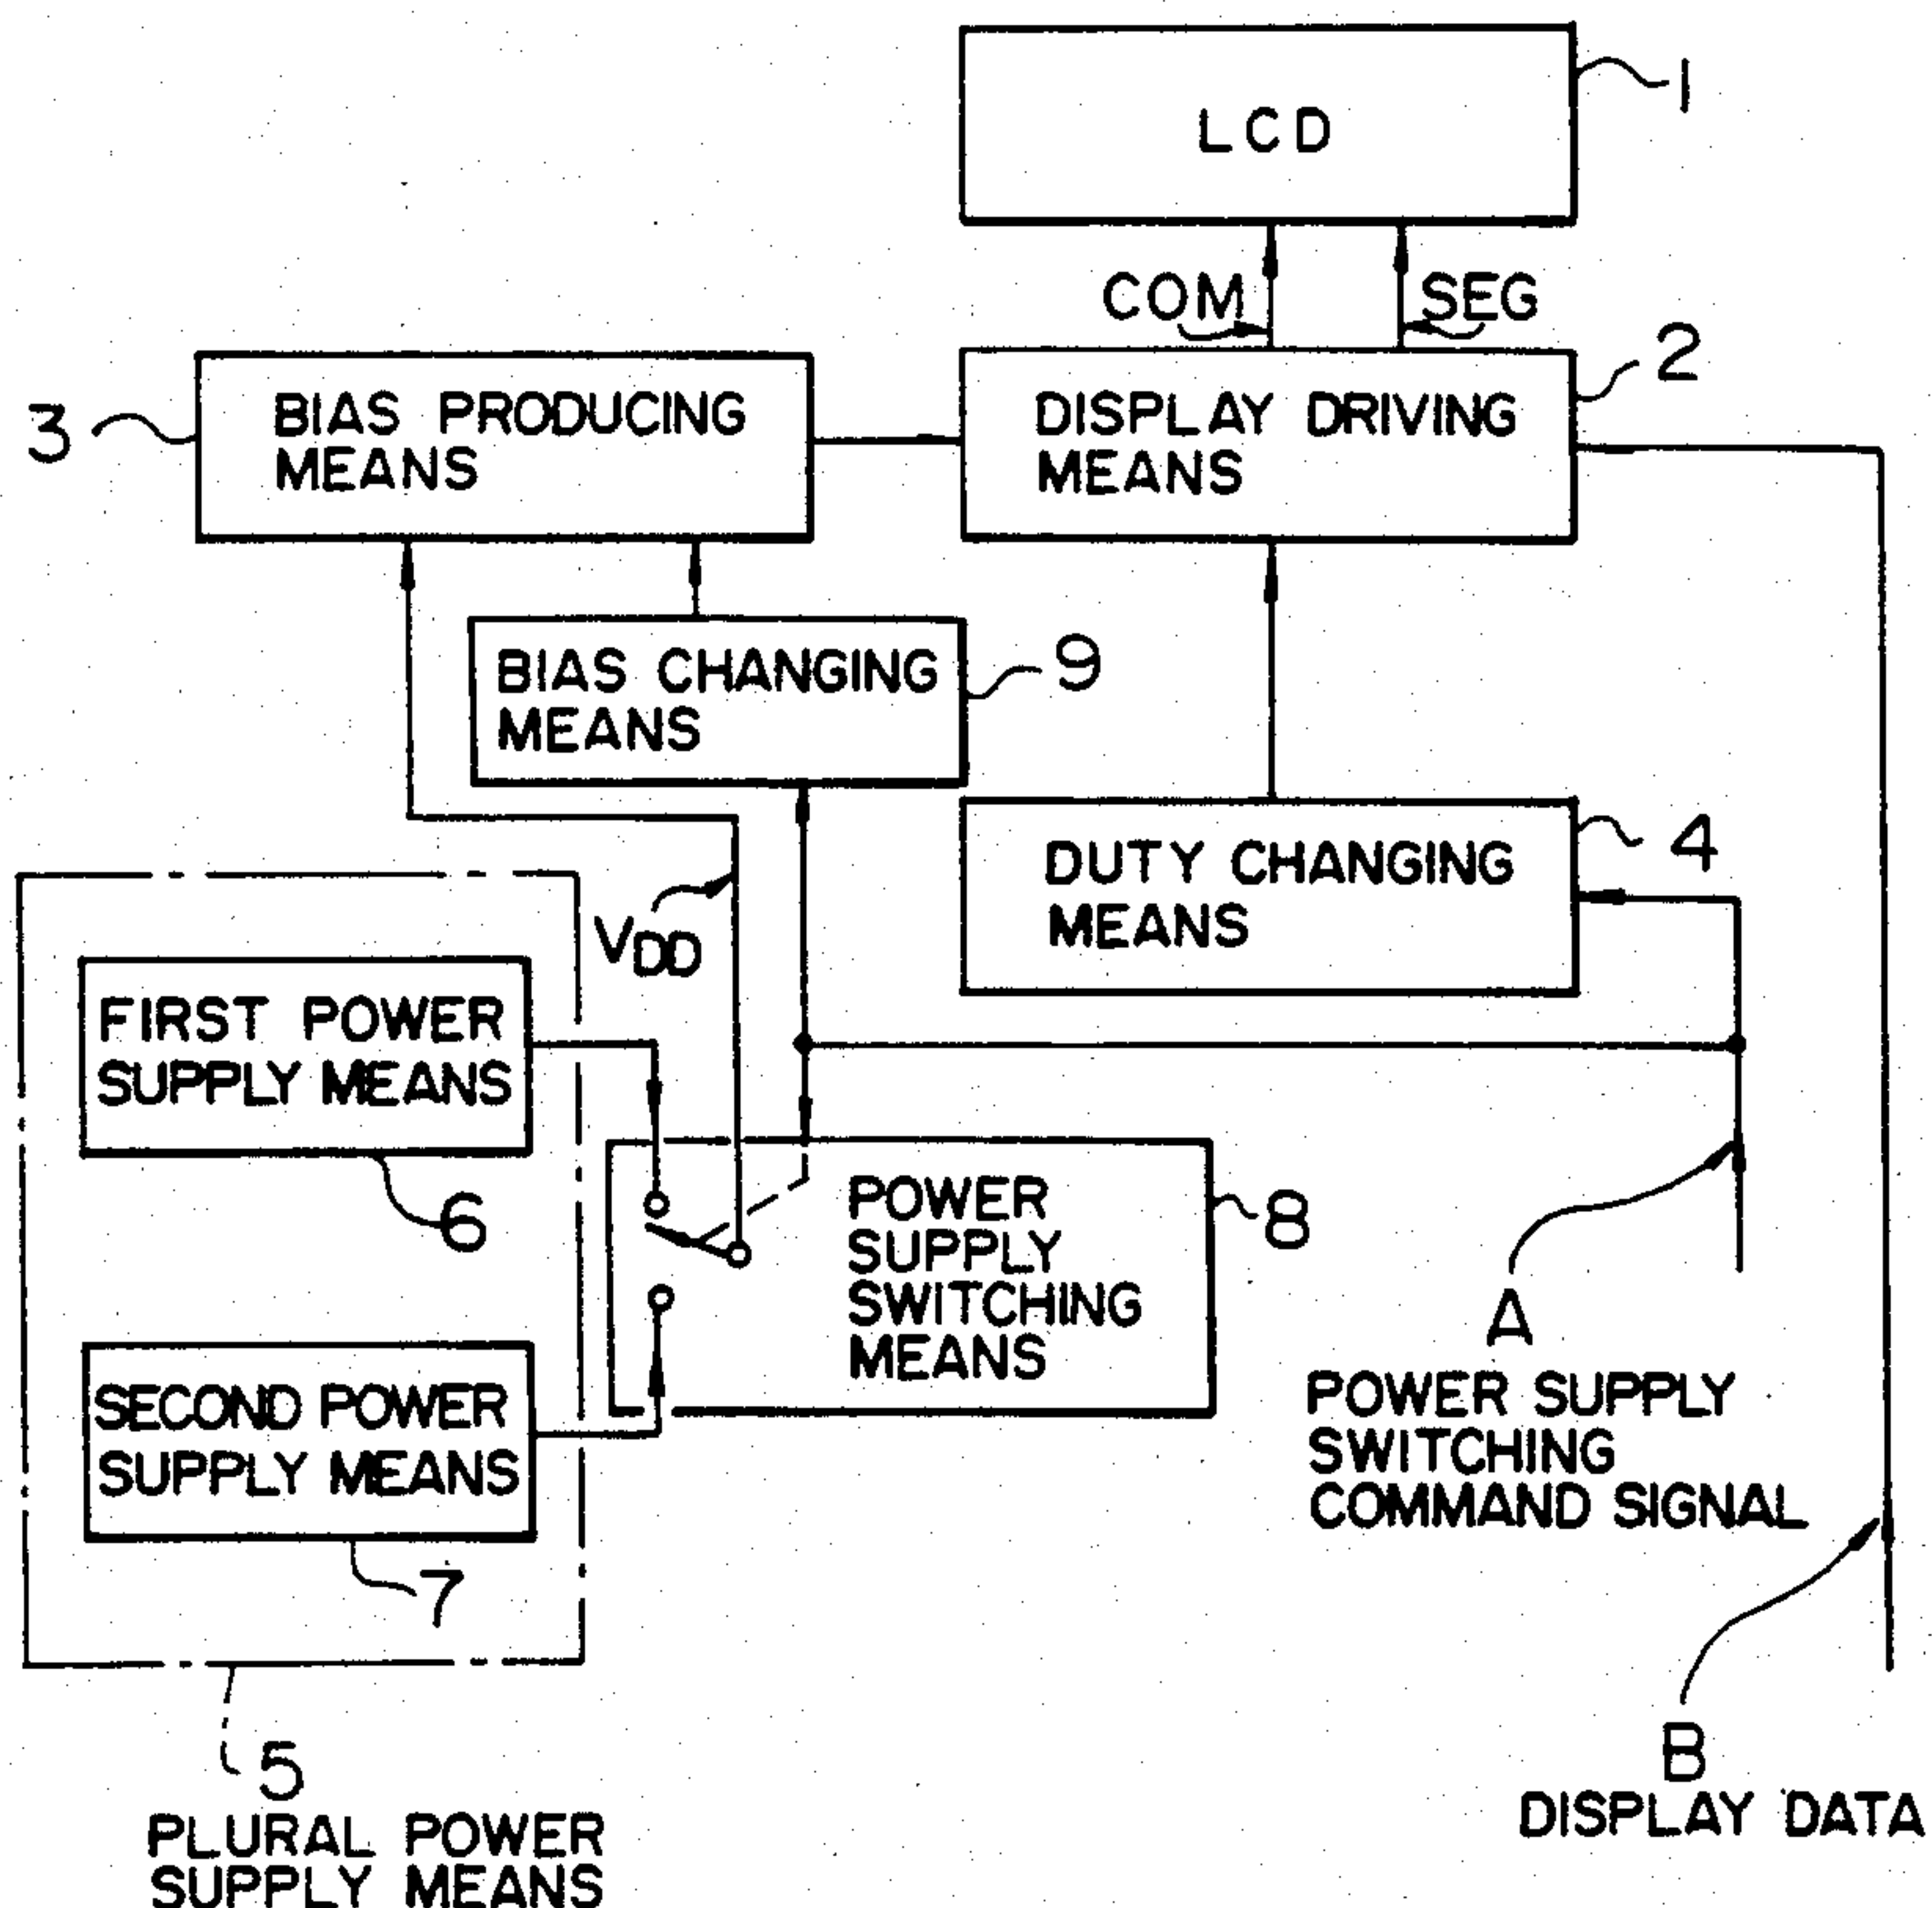 LCD
1
COM
SEG
2
3
BIAS PRODUCING
MEANS
DISPLAY DRIVING
MEANS
BIAS CHANGING
MEANS
9
DUTY CHANGING
MEANS
4
VDD
FIRST POWER
SUPPLY MEANS
6
POWER
SUPPLY
SWITCHING
MEANS
8
SECOND POWER
SUPPLY MEANS
7
A
POWER SUPPLY
SWITCHING
COMMAND SIGNAL
5
PLURAL POWER
SUPPLY MEANS
B
DISPLAY DATA